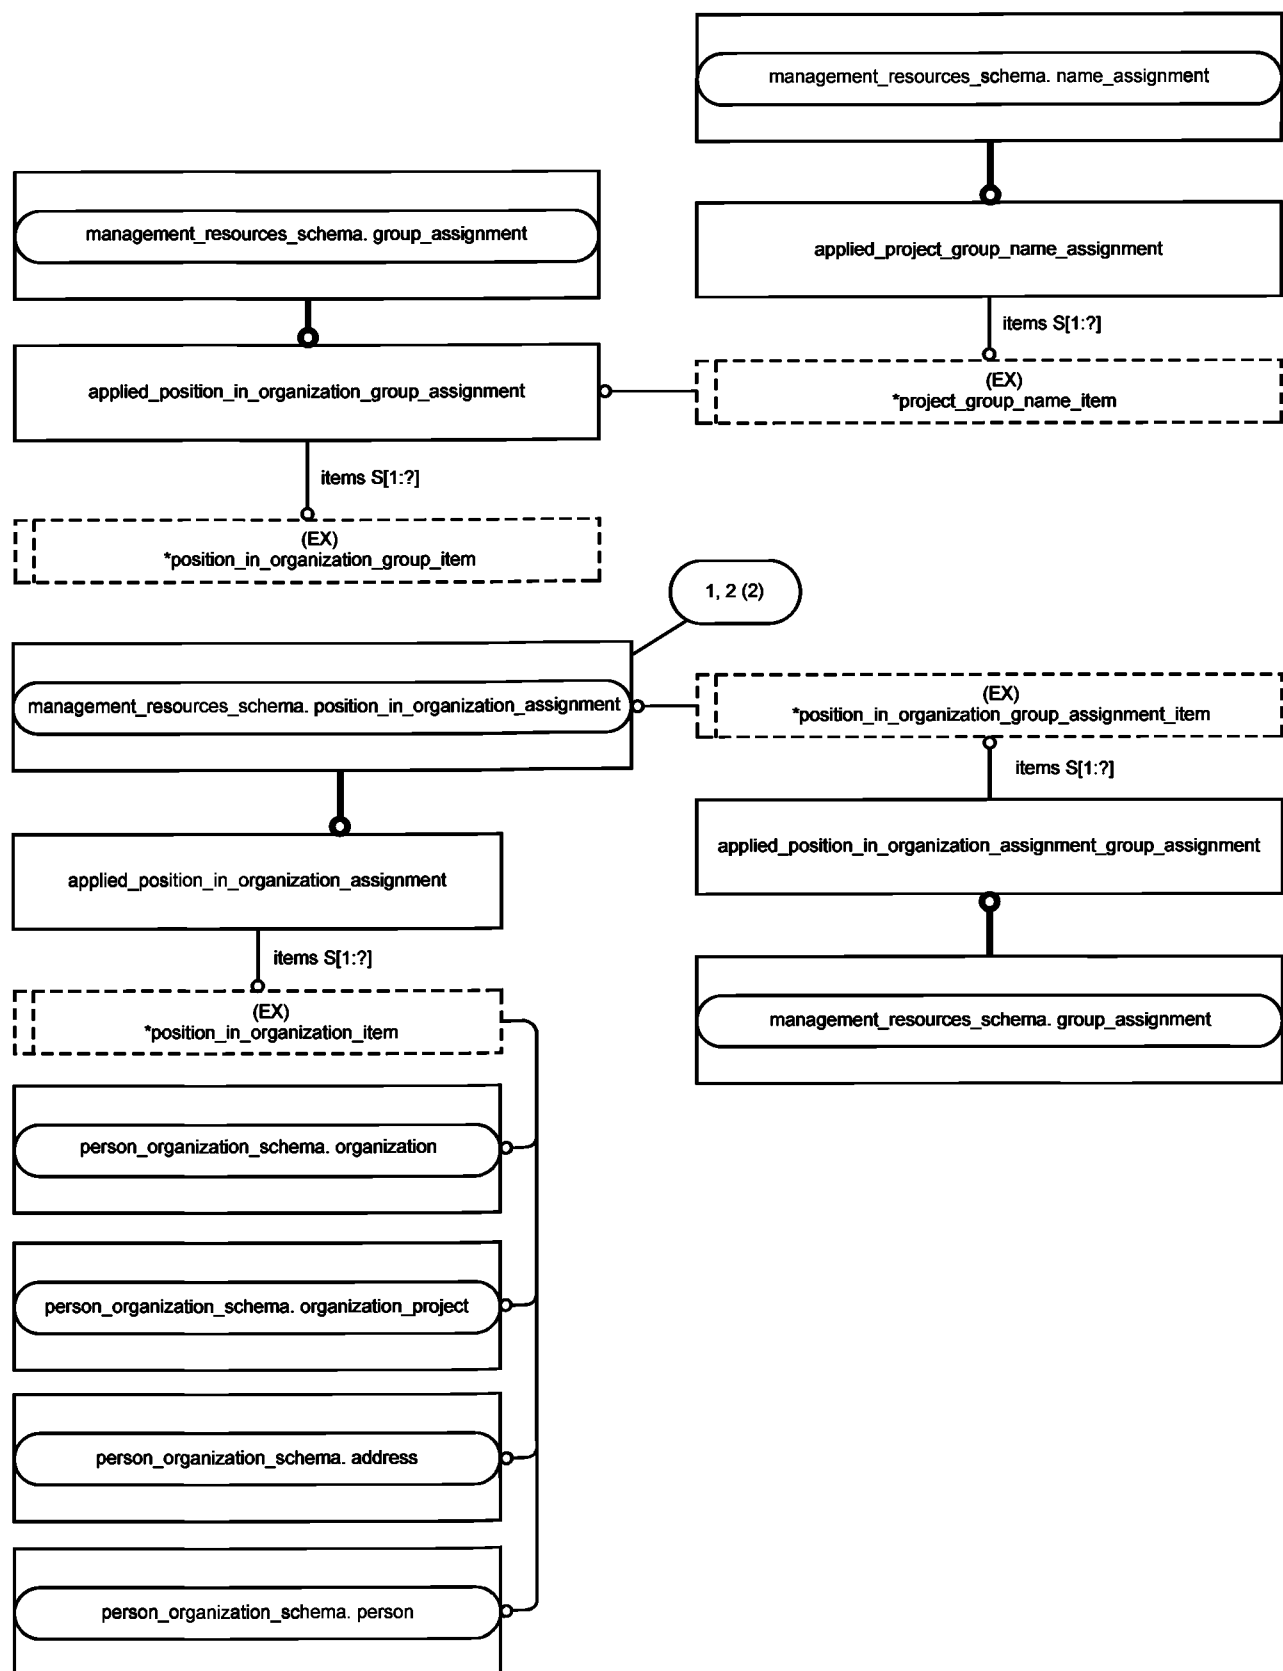 management_resources_schema. name_assignment
management_resources_schema. group_assignment
applied_project_group_name_assignment
items S[1:?]
applied_position_in_organization_group_assignment
(EX)
*project_group_name_item
items S[1:?]
(EX)
*position_in_organization_group_item
1, 2 (2)
management_resources_schema. position_in_organization_assignment
(EX)
*position_in_organization_group_assignment_item
items S[1:?]
applied_position_in_organization_assignment_group_assignment
applied_position_in_organization_assignment
items S[1:?]
(EX)
*position_in_organization_item
management_resources_schema. group_assignment
person_organization_schema. organization
person_organization_schema. organization_project
person_organization_schema. address
person_organization_schema. person